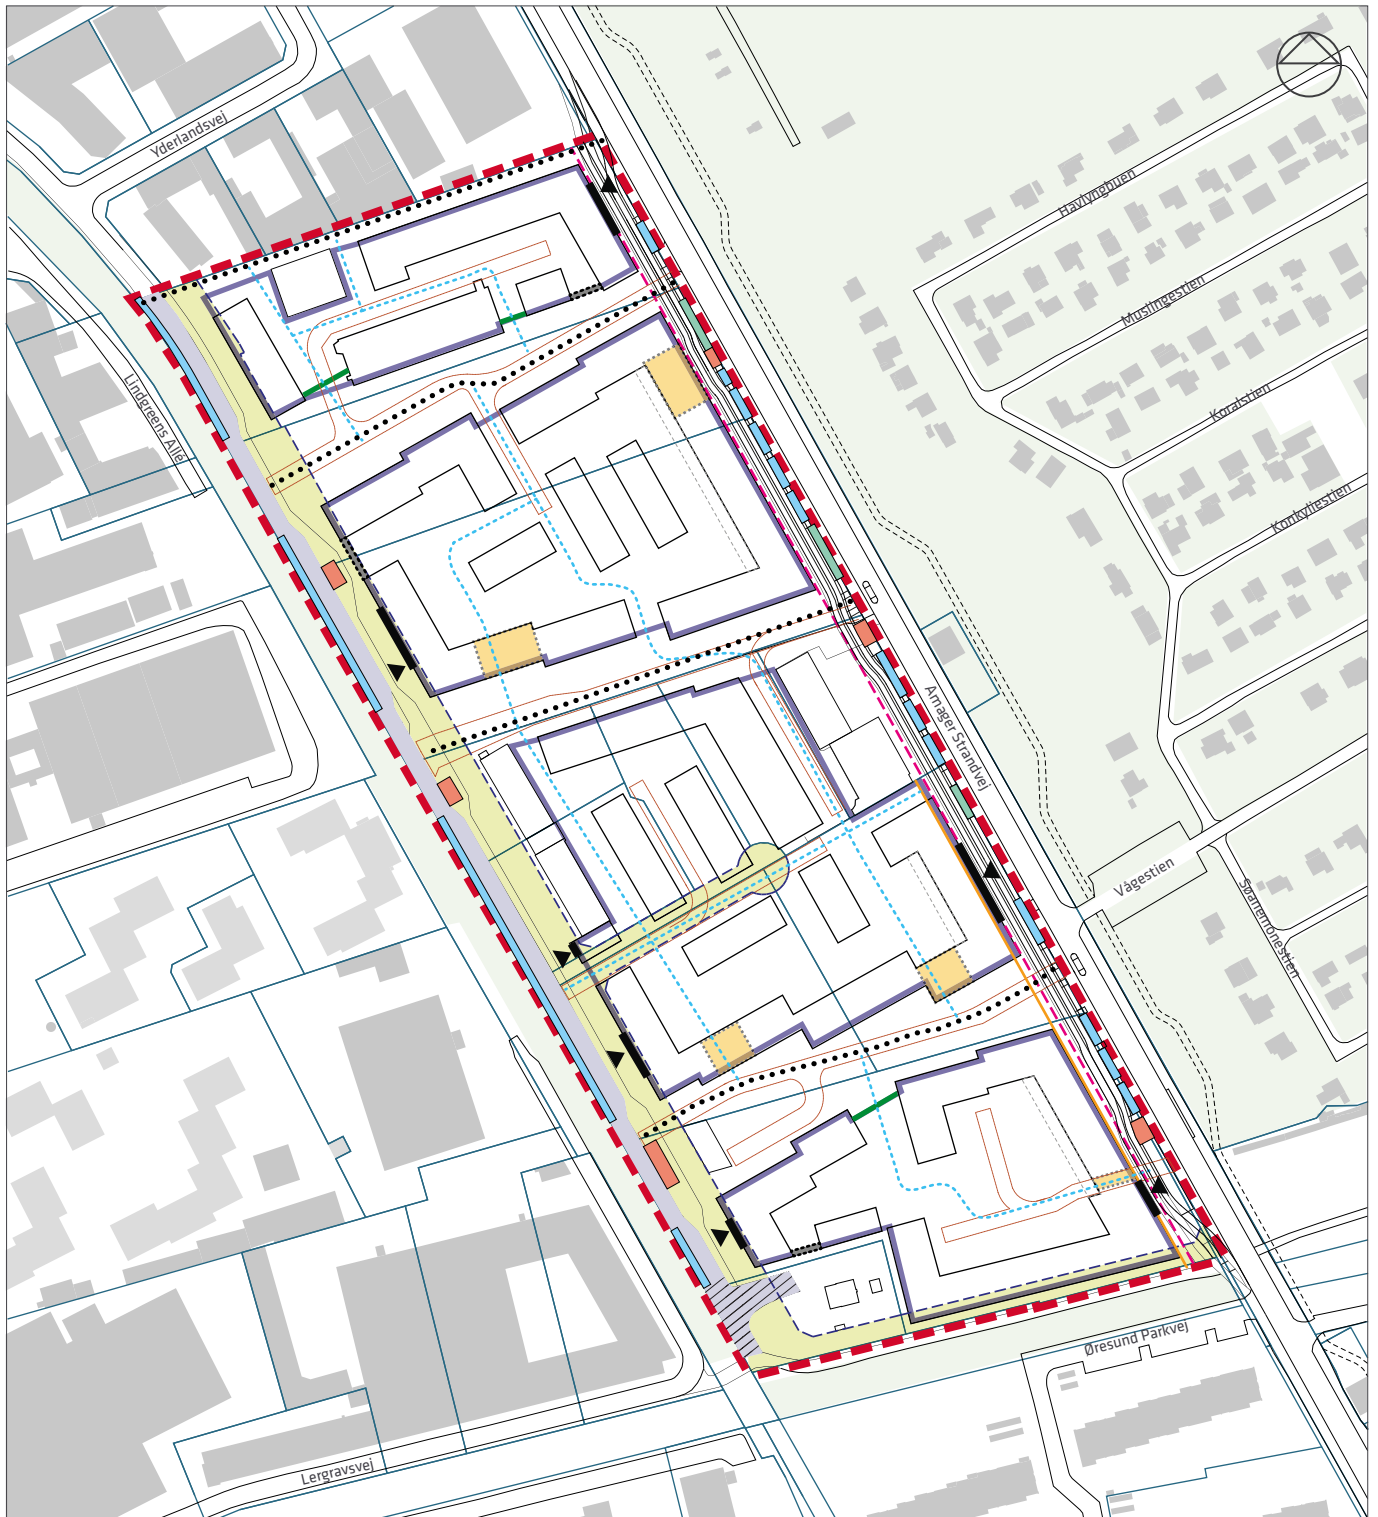 Yderlandsvej
Havlyngbuen
Muslingestien
Lindgreens Allé
Koralstien
Konkyliestien
Amager Strandvej
Vågestien
Søanemonestien
Øresund Parkvej
Lergravsvej